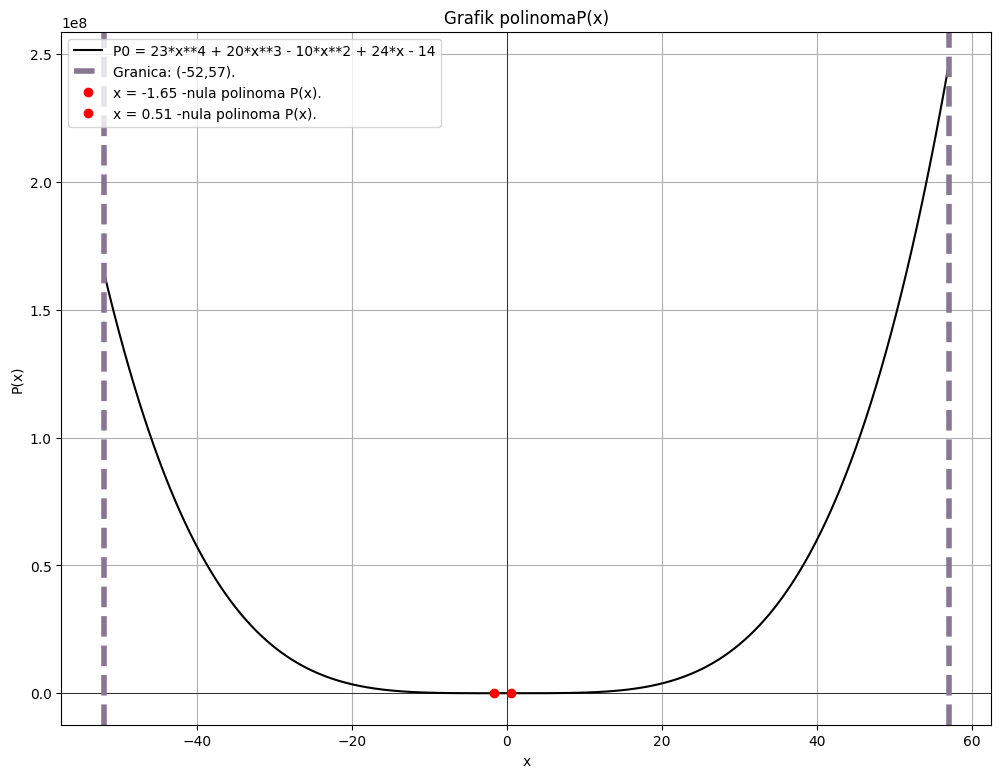 Grafik polinomaP(x)
1e8
P0 = 23*x**4 + 20*x**3 - 10*x**2 + 24*x - 14
Granica: (-52,57).
x = -1.65 -nula polinoma P(x).
x = 0.51 -nula polinoma P(x).
2.5
2.0
1.5
1.0
0.5
0.0
P(x)
−40
−20
0
20
40
60
x